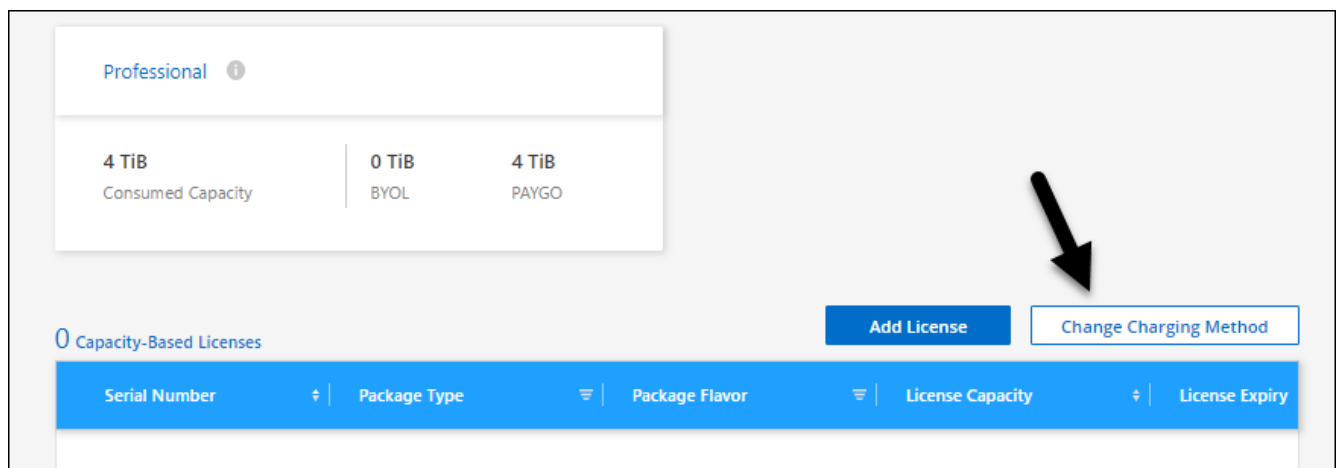 Professional
4 TiB 0 TiB 4 TiB
Consumed Capacity BYOL PAYGO
Add License Change Charging Method
0 Capacity-Based Licenses
Serial Number Package Type Package Flavor License Capacity License Expiry